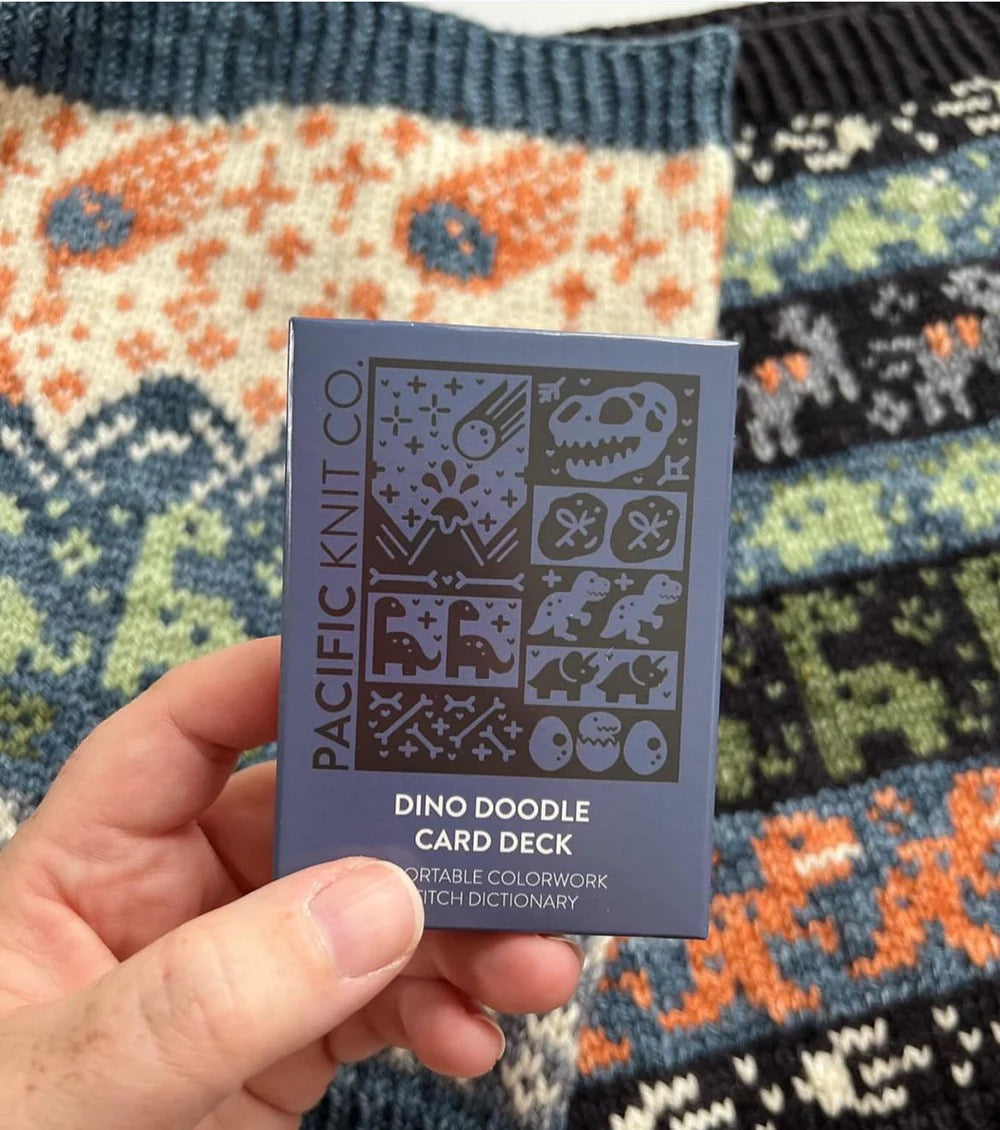 PACIFIC KNIT CO.
DINO DOODLE
CARD DECK
ORTABLE COLORWORK
TITCH DICTIONARY